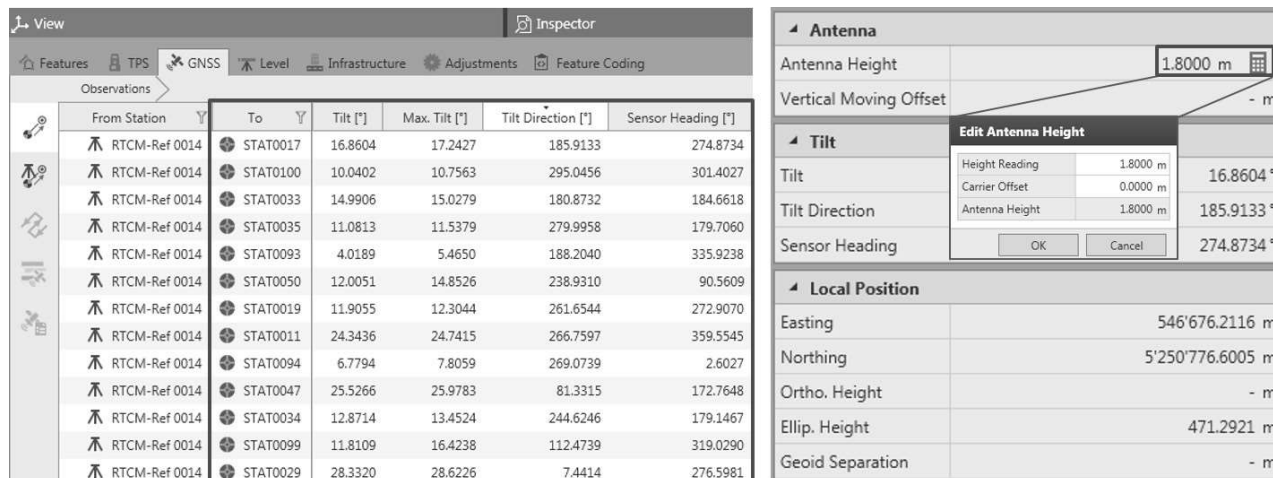 View
Inspector
Features TPS GNSS Level Infrastructure Adjustments Feature Coding
Observations
From Station To Tilt [°] Max. Tilt [°] Tilt Direction [°] Sensor Heading [°]
RTCM-Ref 0014 STAT0017 16.8604 17.2427 185.9133 274.8734
RTCM-Ref 0014 STAT0100 10.0402 10.7563 295.0456 301.4027
RTCM-Ref 0014 STAT0033 14.9906 15.0279 180.8732 184.6618
RTCM-Ref 0014 STAT0035 11.0813 11.5379 279.9958 179.7060
RTCM-Ref 0014 STAT0093 4.0189 5.4650 188.2040 335.9238
RTCM-Ref 0014 STAT0050 12.0051 14.8526 238.9310 90.5609
RTCM-Ref 0014 STAT0019 11.9055 12.3044 261.6544 272.9070
RTCM-Ref 0014 STAT0011 24.3436 24.7415 266.7597 359.5545
RTCM-Ref 0014 STAT0094 6.7794 7.8059 269.0739 2.6027
RTCM-Ref 0014 STAT0047 25.5266 25.9783 81.3315 172.7648
RTCM-Ref 0014 STAT0034 12.8714 13.4524 244.6246 179.1467
RTCM-Ref 0014 STAT0099 11.8109 16.4238 112.4739 319.0290
RTCM-Ref 0014 STAT0029 28.3320 28.6226 7.4414 276.5981
Antenna
Antenna Height 1.8000 m
Vertical Moving Offset - m
Tilt
Tilt 16.8604 °
Tilt Direction 185.9133 °
Sensor Heading 274.8734 °
Edit Antenna Height
Height Reading 1.8000 m
Carrier Offset 0.0000 m
Antenna Height 1.8000 m
OK Cancel
Local Position
Easting 546'676.2116 m
Northing 5'250'776.6005 m
Ortho. Height - m
Ellip. Height 471.2921 m
Geoid Separation - m